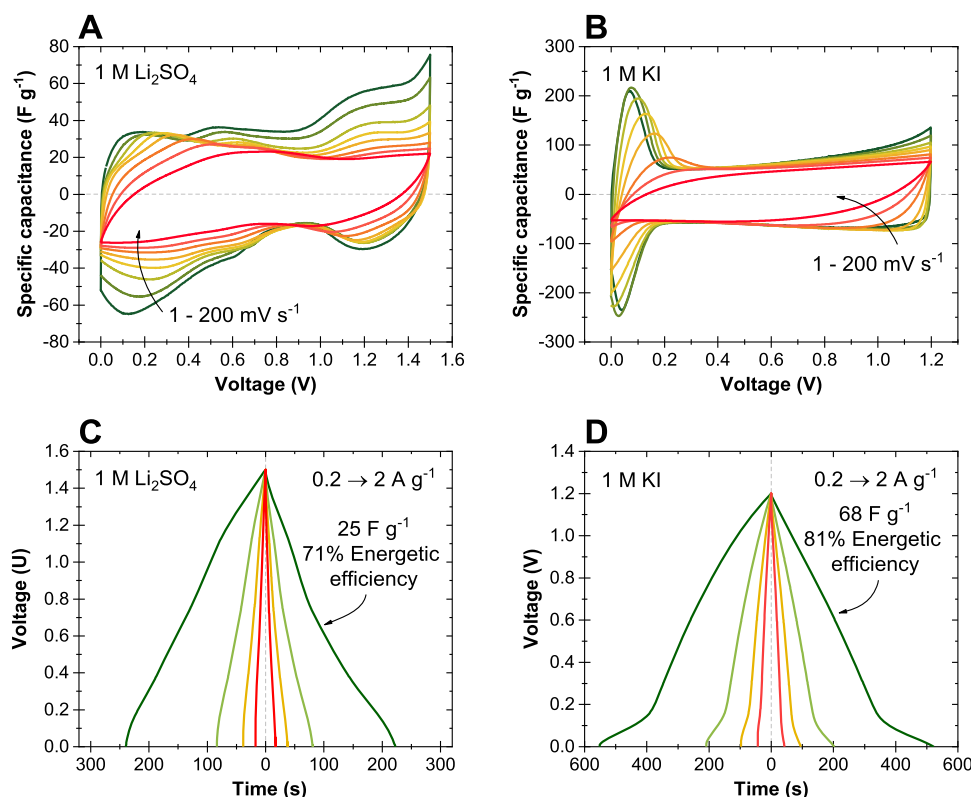 A
1 M Li₂SO₄
80
60
40
20
0
-20
-40
-60
-80
Specific capacitance (F g⁻¹)
1 - 200 mV s⁻¹
0.0 0.2 0.4 0.6 0.8 1.0 1.2 1.4 1.6
Voltage (V)
B
1 M KI
300
200
100
0
-100
-200
-300
Specific capacitance (F g⁻¹)
1 - 200 mV s⁻¹
0.0 0.2 0.4 0.6 0.8 1.0 1.2
Voltage (V)
C
1 M Li₂SO₄
0.2 → 2 A g⁻¹
25 F g⁻¹
71% Energetic
efficiency
1.6
1.4
1.2
1.0
0.8
0.6
0.4
0.2
0.0
Voltage (U)
300 200 100 0 100 200 300
Time (s)
D
1 M KI
0.2 → 2 A g⁻¹
68 F g⁻¹
81% Energetic
efficiency
1.4
1.2
1.0
0.8
0.6
0.4
0.2
0.0
Voltage (V)
600 400 200 0 200 400 600
Time (s)